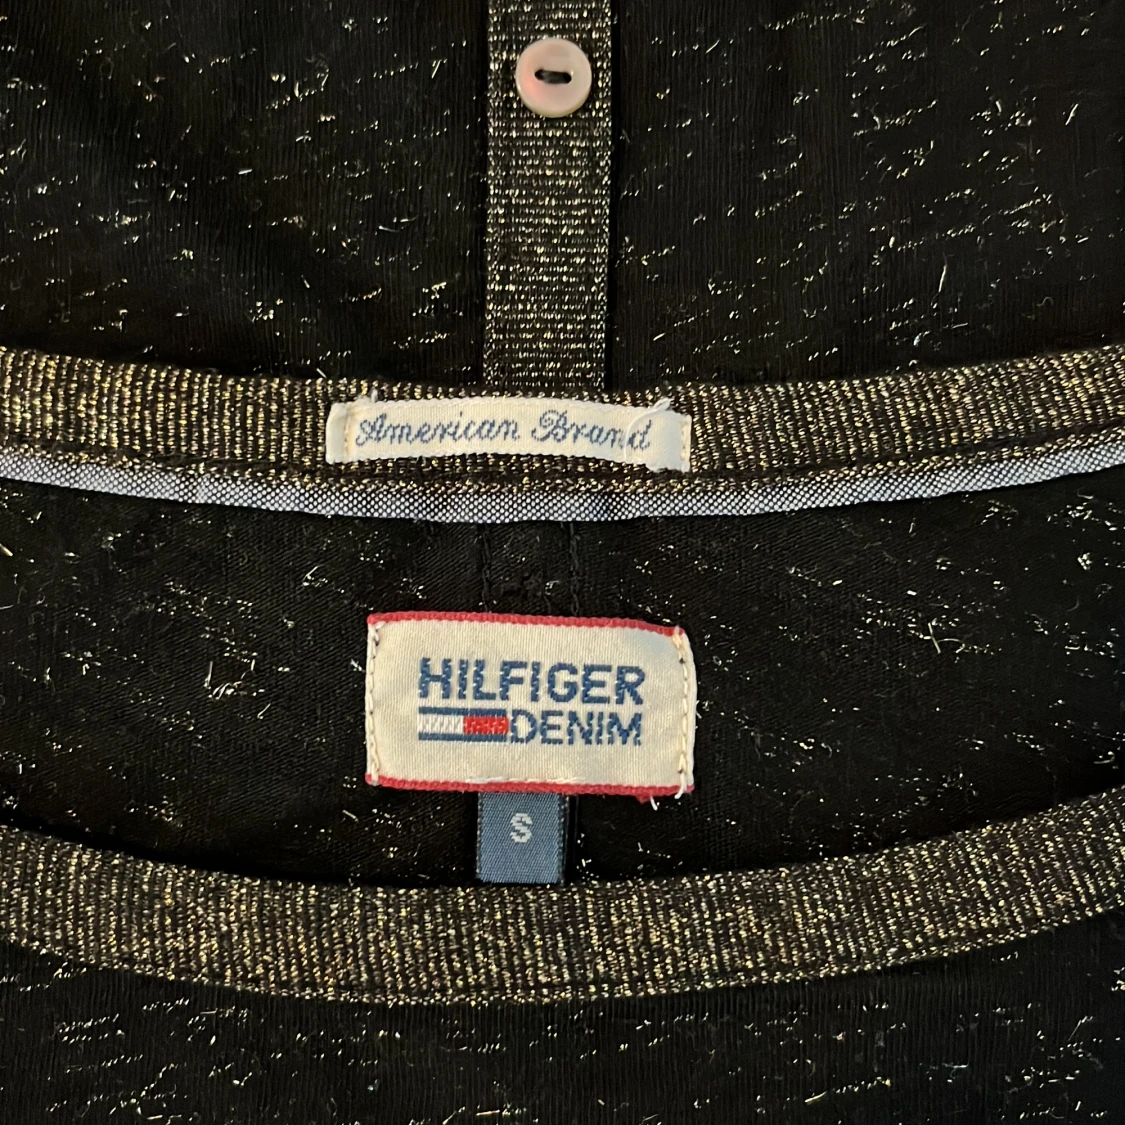 American Brand
HILFIGER
DENIM
S